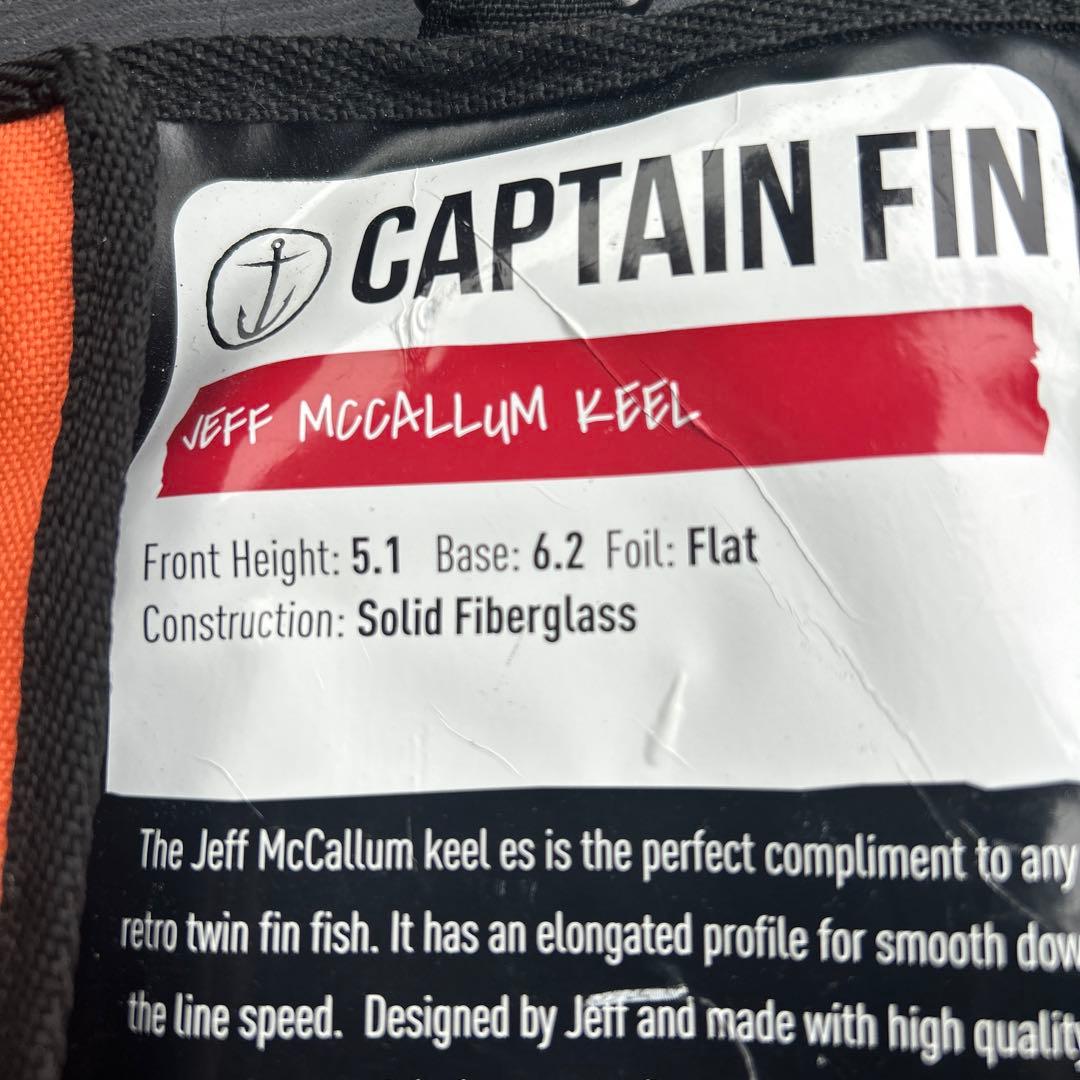 CAPTAIN FIN
JEFF MCCALLUM KEEL
Front Height: 5.1 Base: 6.2 Foil: Flat
Construction: Solid Fiberglass
The Jeff McCallum keel es is the perfect compliment to any
retro twin fin fish. It has an elongated profile for smooth dow
the line speed. Designed by Jeff and made with high quality